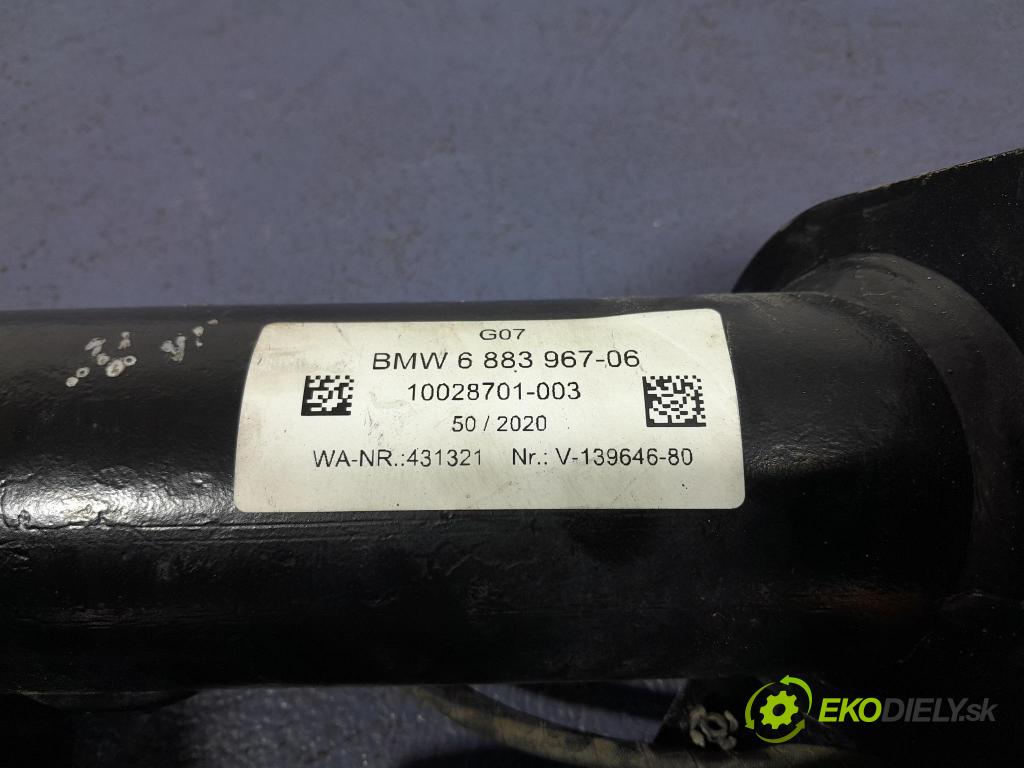 G07
BMW 6 883 967-06
10028701-003
50 / 2020
WA-NR.:431321 Nr.: V-139646-80
EKODIELY.sk